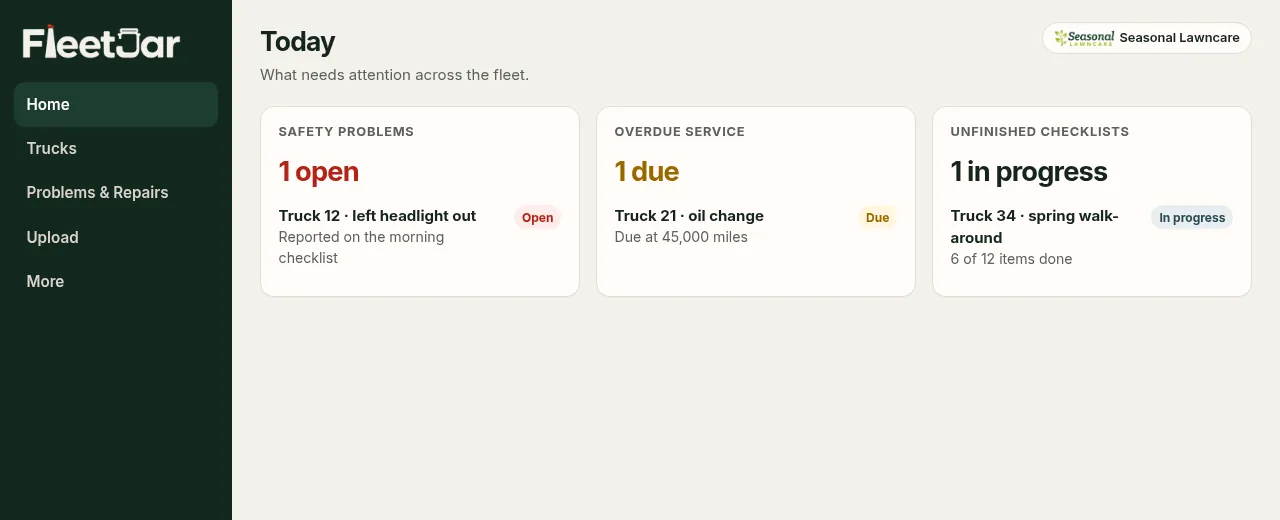 FleetJar
Home
Trucks
Problems & Repairs
Upload
More
Today
What needs attention across the fleet.
Seasonal
LAWNCARE
Seasonal Lawncare
SAFETY PROBLEMS
1 open
Truck 12 · left headlight out
Open
Reported on the morning
checklist
OVERDUE SERVICE
1 due
Truck 21 · oil change
Due
Due at 45,000 miles
UNFINISHED CHECKLISTS
1 in progress
Truck 34 · spring walk-
around
In progress
6 of 12 items done